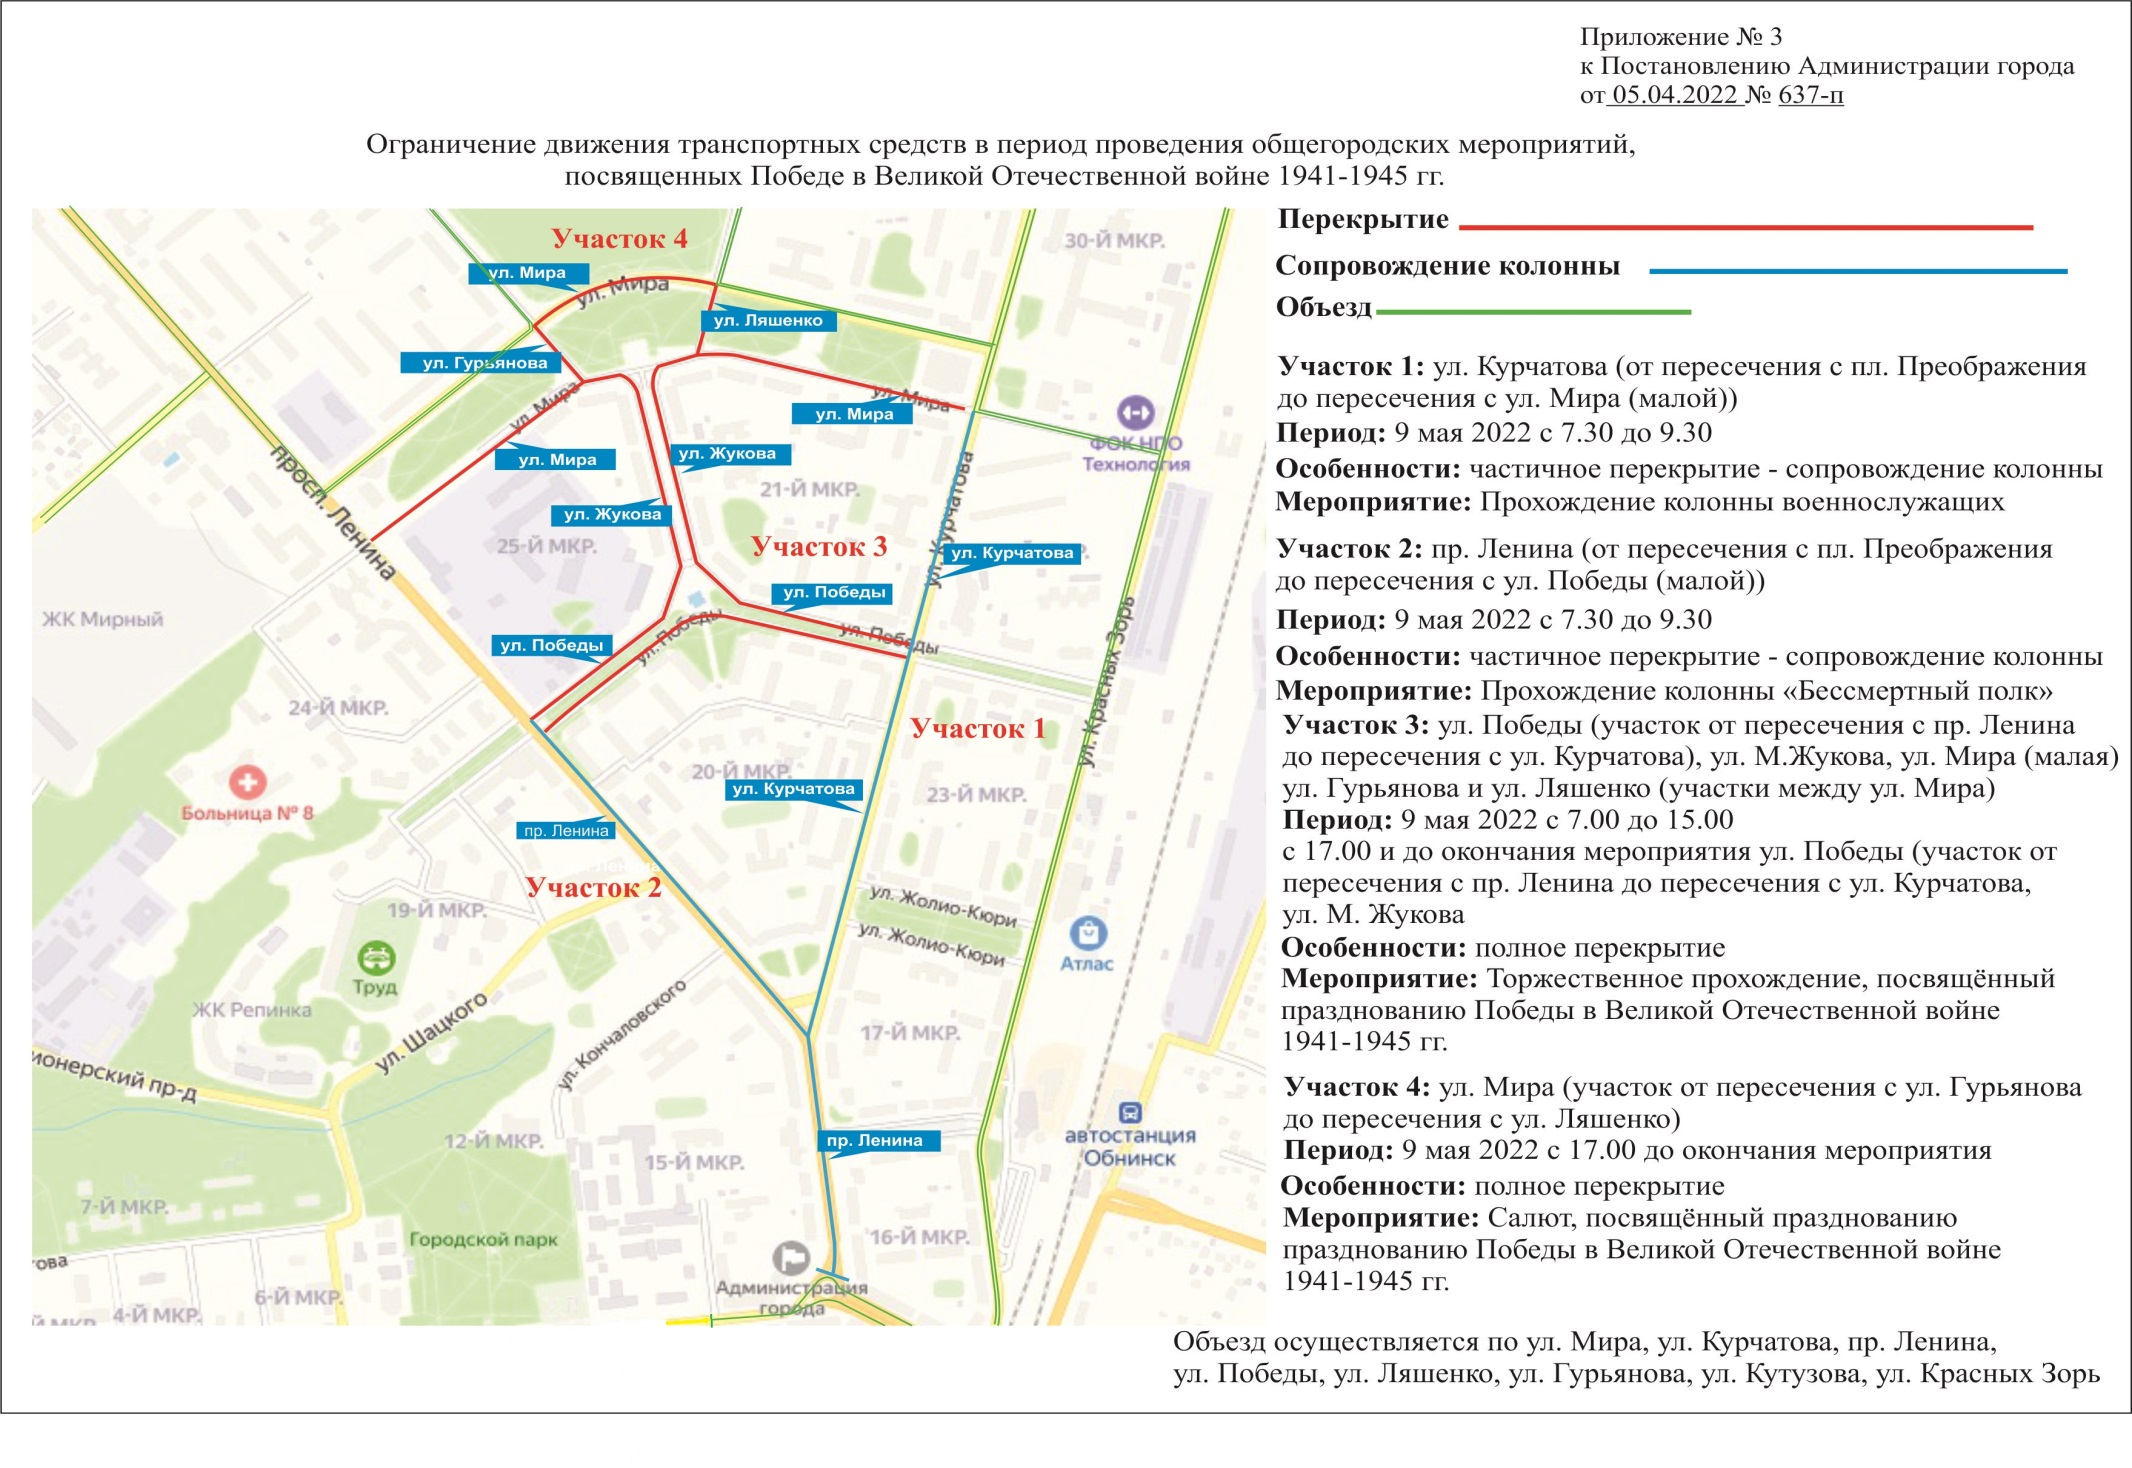 Приложение № 3
к Постановлению Администрации города
от 05.04.2022 № 637-п
Ограничение движения транспортных средств в период проведения общегородских мероприятий,
посвященных Победе в Великой Отечественной войне 1941-1945 гг.
Перекрытие
Сопровождение колонны
Объезд
Участок 1: ул. Курчатова (от пересечения с пл. Преображения
до пересечения с ул. Мира (малой))
Период: 9 мая 2022 с 7.30 до 9.30
Особенности: частичное перекрытие - сопровождение колонны
Мероприятие: Прохождение колонны военнослужащих
Участок 2: пр. Ленина (от пересечения с пл. Преображения
до пересечения с ул. Победы (малой))
Период: 9 мая 2022 с 7.30 до 9.30
Особенности: частичное перекрытие - сопровождение колонны
Мероприятие: Прохождение колонны «Бессмертный полк»
Участок 3: ул. Победы (участок от пересечения с пр. Ленина
до пересечения с ул. Курчатова), ул. М.Жукова, ул. Мира (малая)
ул. Гурьянова и ул. Ляшенко (участки между ул. Мира)
Период: 9 мая 2022 с 7.00 до 15.00
с 17.00 и до окончания мероприятия ул. Победы (участок от
пересечения с пр. Ленина до пересечения с ул. Курчатова,
ул. М. Жукова
Особенности: полное перекрытие
Мероприятие: Торжественное прохождение, посвящённый
празднованию Победы в Великой Отечественной войне
1941-1945 гг.
Участок 4: ул. Мира (участок от пересечения с ул. Гурьянова
до пересечения с ул. Ляшенко)
Период: 9 мая 2022 с 17.00 до окончания мероприятия
Особенности: полное перекрытие
Мероприятие: Салют, посвящённый празднованию
празднованию Победы в Великой Отечественной войне
1941-1945 гг.
Объезд осуществляется по ул. Мира, ул. Курчатова, пр. Ленина,
ул. Победы, ул. Ляшенко, ул. Гурьянова, ул. Кутузова, ул. Красных Зорь
Участок 4
30-Й МКР.
ул. Мира
ул. Мира
ул. Ляшенко
ул. Гурьянова
ул. Мира
ул. Мира
ул. Мира
ФОК НПО
Технология
ул. Мира
ул. Жукова
21-Й МКР.
ул. Жукова
просп. Ленина
25-Й МКР.
Участок 3
ул. Курчатова
ул. Курчатова
ул. Победы
ЖК Мирный
ул. Победы
ул. Победы
ул. Победы
ул. Красных Зорь
24-Й МКР.
Участок 1
20-Й МКР.
ул. Курчатова
23-Й МКР.
Больница № 8
пр. Ленина
Участок 2
19-Й МКР.
ул. Жолио-Кюри
ул. Жолио-Кюри
Атлас
Труд
ЖК Репинка
ул. Шацкого
ул. Кончаловского
17-Й МКР.
ионерский пр-д
12-Й МКР.
15-Й МКР.
пр. Ленина
автостанция
Обнинск
7-Й МКР.
Городской парк
16-Й МКР.
ова
Администрация
города
6-Й МКР.
4-Й МКР.
Й МКР.